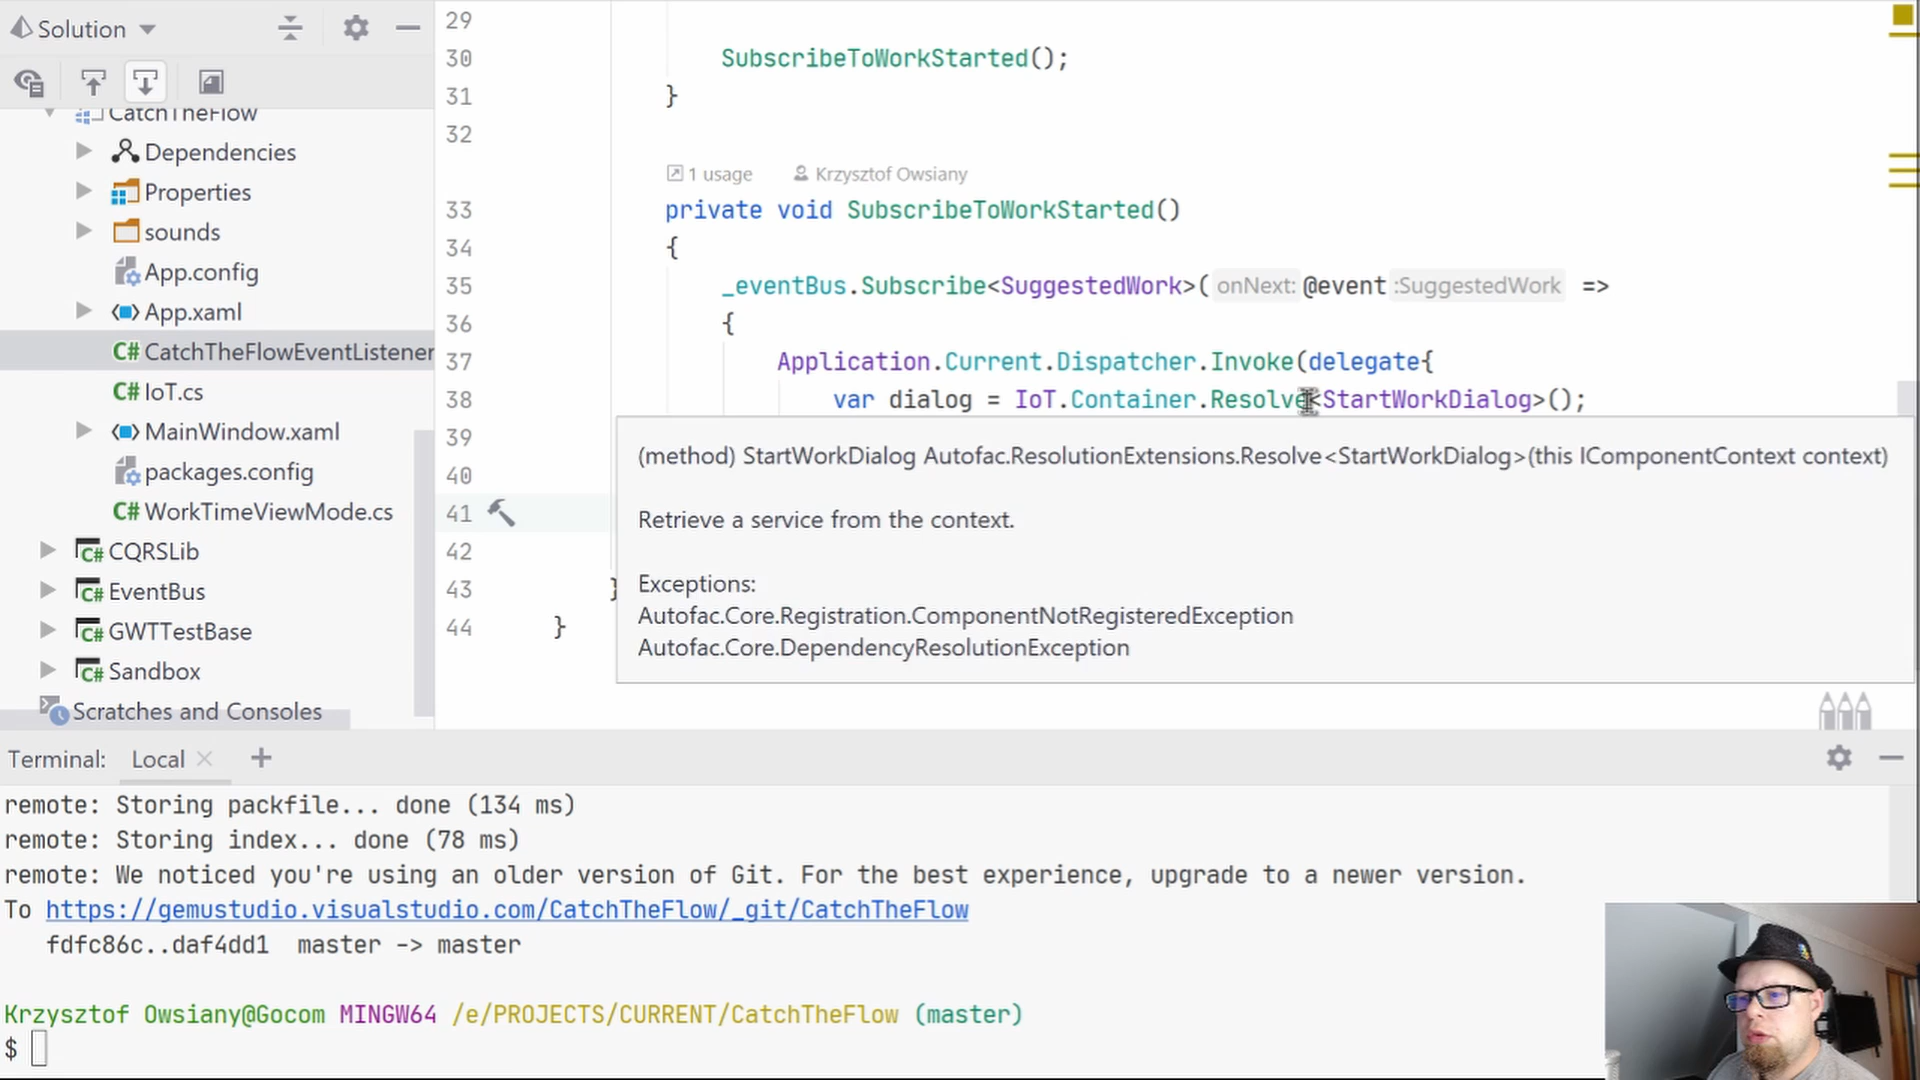 Solution
CatchTheFlow
Dependencies
Properties
sounds
App.config
App.xaml
CatchTheFlowEventListener
IoT.cs
MainWindow.xaml
packages.config
WorkTimeViewMode.cs
CQRSLib
EventBus
GWTTestBase
Sandbox
Scratches and Consoles
29
30 SubscribeToWorkStarted();
31 }
32
1 usage Krzysztof Owsiany
33 private void SubscribeToWorkStarted()
34 {
35 _eventBus.Subscribe<SuggestedWork>( onNext: @event :SuggestedWork =>
36 {
37 Application.Current.Dispatcher.Invoke(delegate{
38 var dialog = IoT.Container.Resolve<StartWorkDialog>();
39
40
41
42
43 }
44 }
(method) StartWorkDialog Autofac.ResolutionExtensions.Resolve<StartWorkDialog>(this IComponentContext context)
Retrieve a service from the context.
Exceptions:
Autofac.Core.Registration.ComponentNotRegisteredException
Autofac.Core.DependencyResolutionException
Terminal: Local
remote: Storing packfile... done (134 ms)
remote: Storing index... done (78 ms)
remote: We noticed you're using an older version of Git. For the best experience, upgrade to a newer version.
To https://gemustudio.visualstudio.com/CatchTheFlow/_git/CatchTheFlow
fdfc86c..daf4dd1 master -> master
Krzysztof Owsiany@Gocom MINGW64 /e/PROJECTS/CURRENT/CatchTheFlow (master)
$